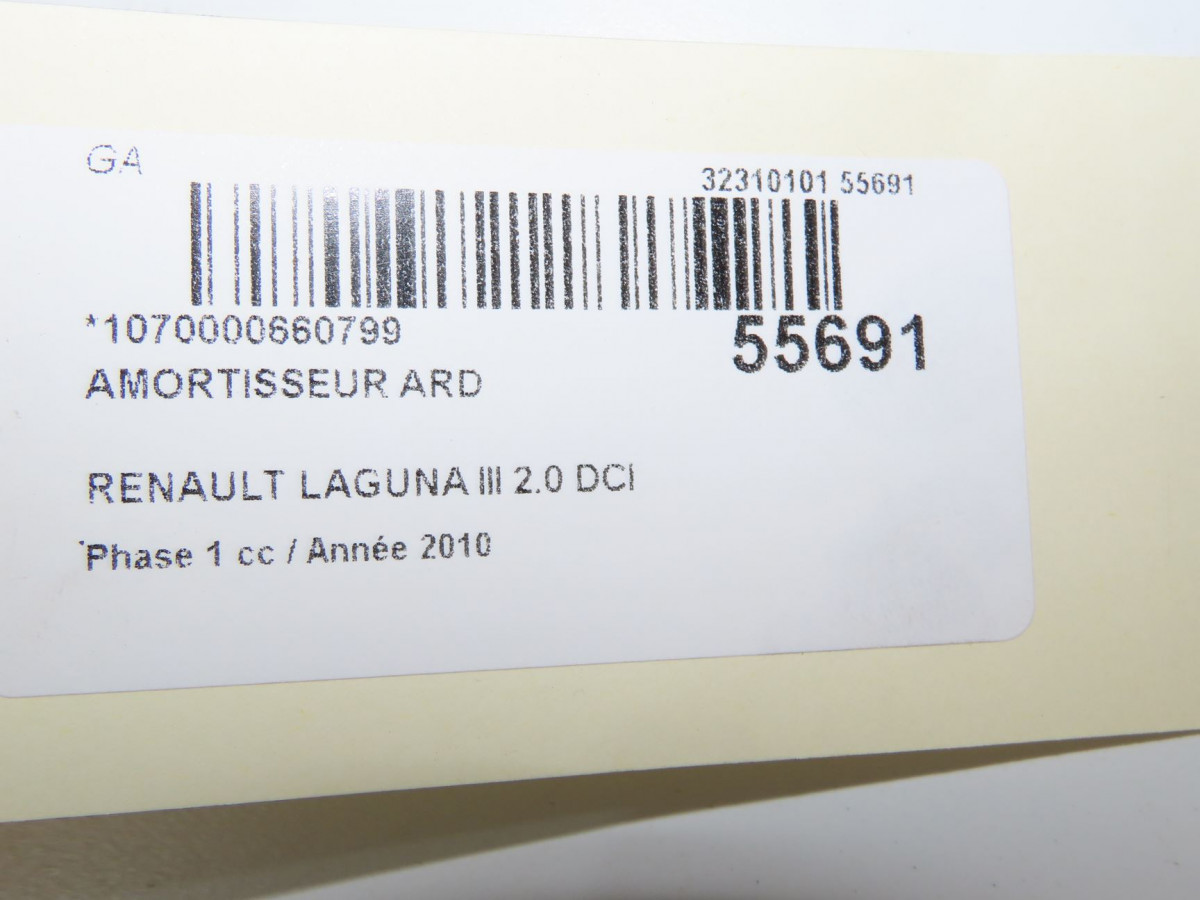 GA
32310101 55691
*1070000660799
55691
AMORTISSEUR ARD
RENAULT LAGUNA III 2.0 DCI
Phase 1 cc / Année 2010